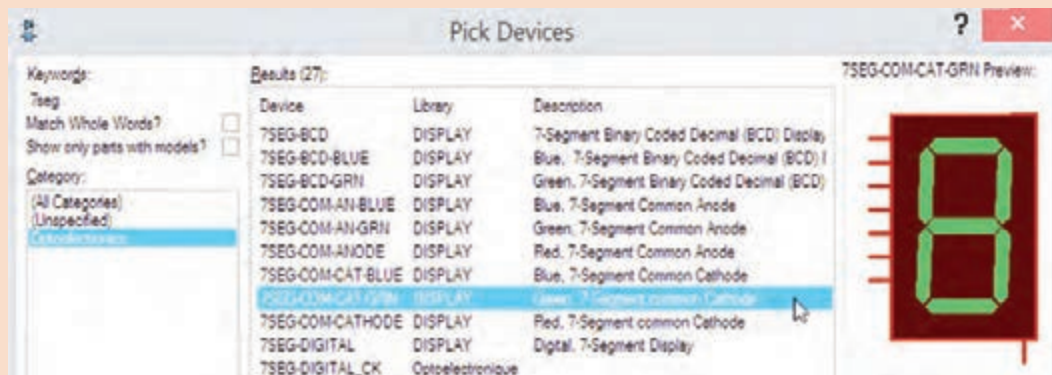 Pick Devices
?
×
Keywords:
7seg
Match Whole Words?
Show only parts with models?
Category:
(All Categories)
(Unspecified)
Optoelectronics
Results (27):
Device Library Description
7SEG-BCD DISPLAY 7-Segment Binary Coded Decimal (BCD) Display
7SEG-BCD-BLUE DISPLAY Blue, 7-Segment Binary Coded Decimal (BCD)
7SEG-BCD-GRN DISPLAY Green, 7-Segment Binary Coded Decimal (BCD)
7SEG-COM-AN-BLUE DISPLAY Blue, 7-Segment Common Anode
7SEG-COM-AN-GRN DISPLAY Green, 7-Segment Common Anode
7SEG-COM-ANODE DISPLAY Red, 7-Segment Common Anode
7SEG-COM-CAT-BLUE DISPLAY Blue, 7-Segment Common Cathode
7SEG-COM-CAT-GRN DISPLAY Green, 7-Segment common Cathode
7SEG-COM-CATHODE DISPLAY Red, 7-Segment common Cathode
7SEG-DIGITAL DISPLAY Digital, 7-Segment Display
7SEG-DIGITAL_CK Optoelectronique
7SEG-COM-CAT-GRN Preview: